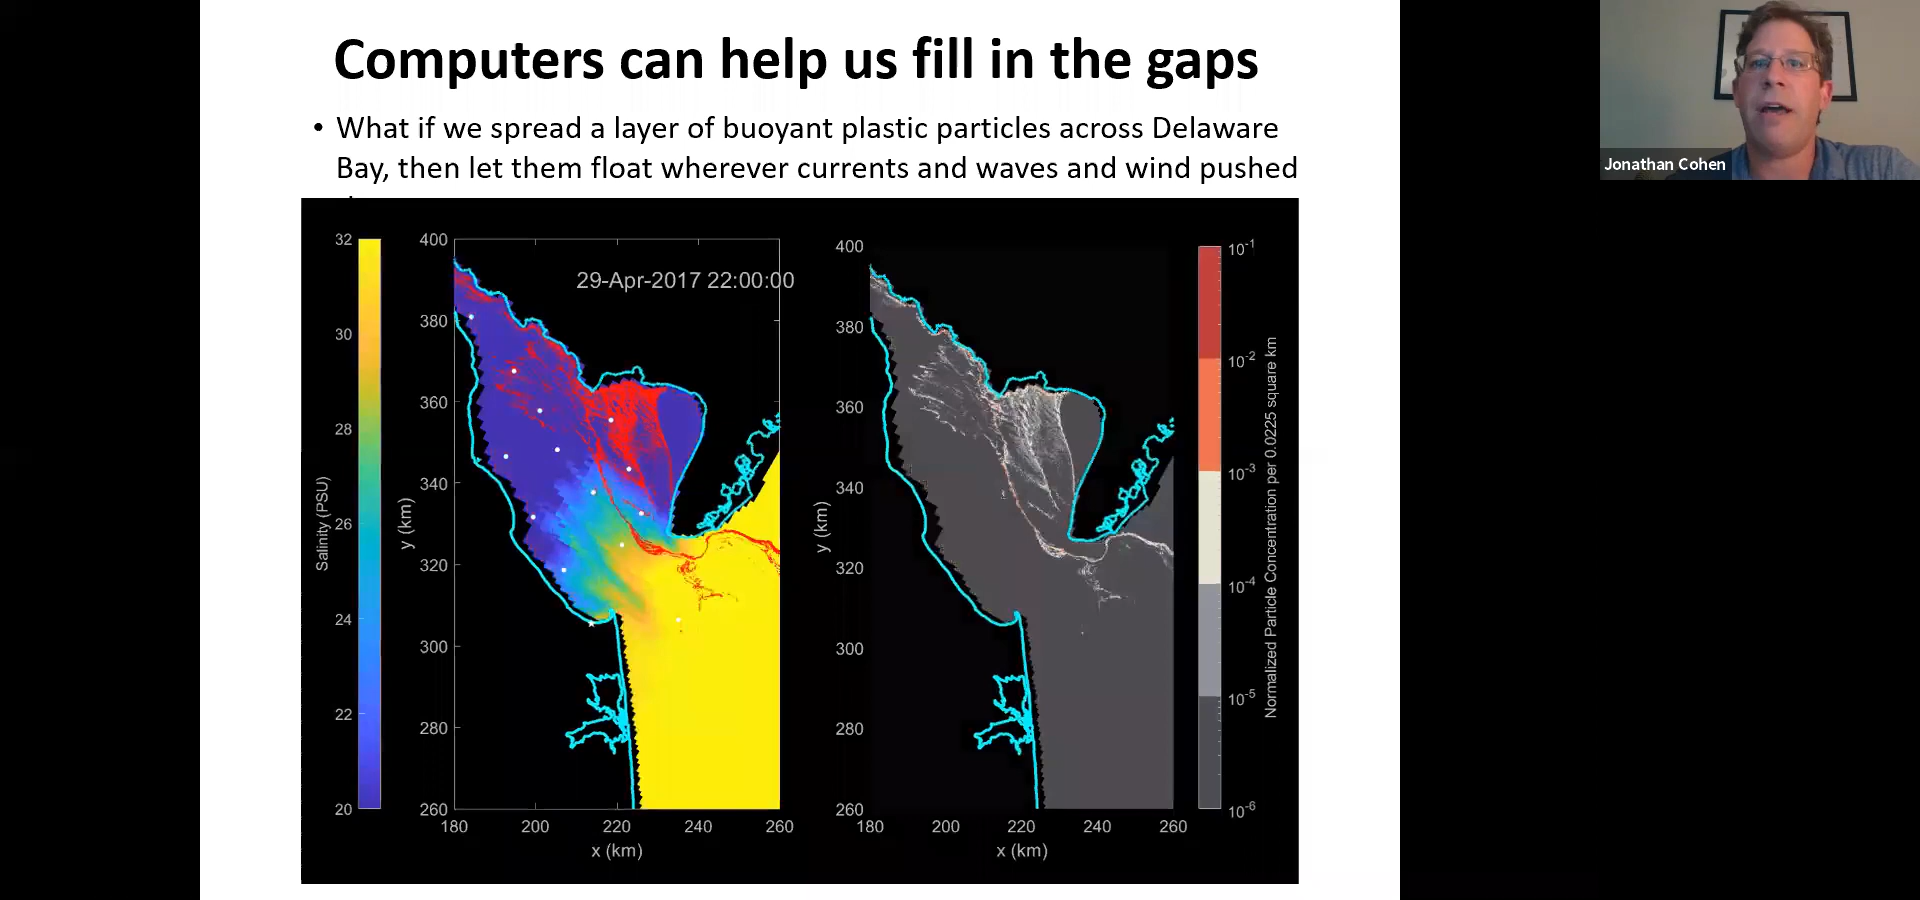 Computers can help us fill in the gaps
• What if we spread a layer of buoyant plastic particles across Delaware
Bay, then let them float wherever currents and waves and wind pushed
Jonathan Cohen
32
30
28
26
24
22
20
Salinity (PSU)
400
380
360
340
320
300
280
260
y (km)
29-Apr-2017 22:00:00
180 200 220 240 260
x (km)
400
380
360
340
320
300
280
260
y (km)
180 200 220 240 260
x (km)
10⁻¹
10⁻²
10⁻³
10⁻⁴
10⁻⁵
10⁻⁶
Normalized Particle Concentration per 0.0225 square km